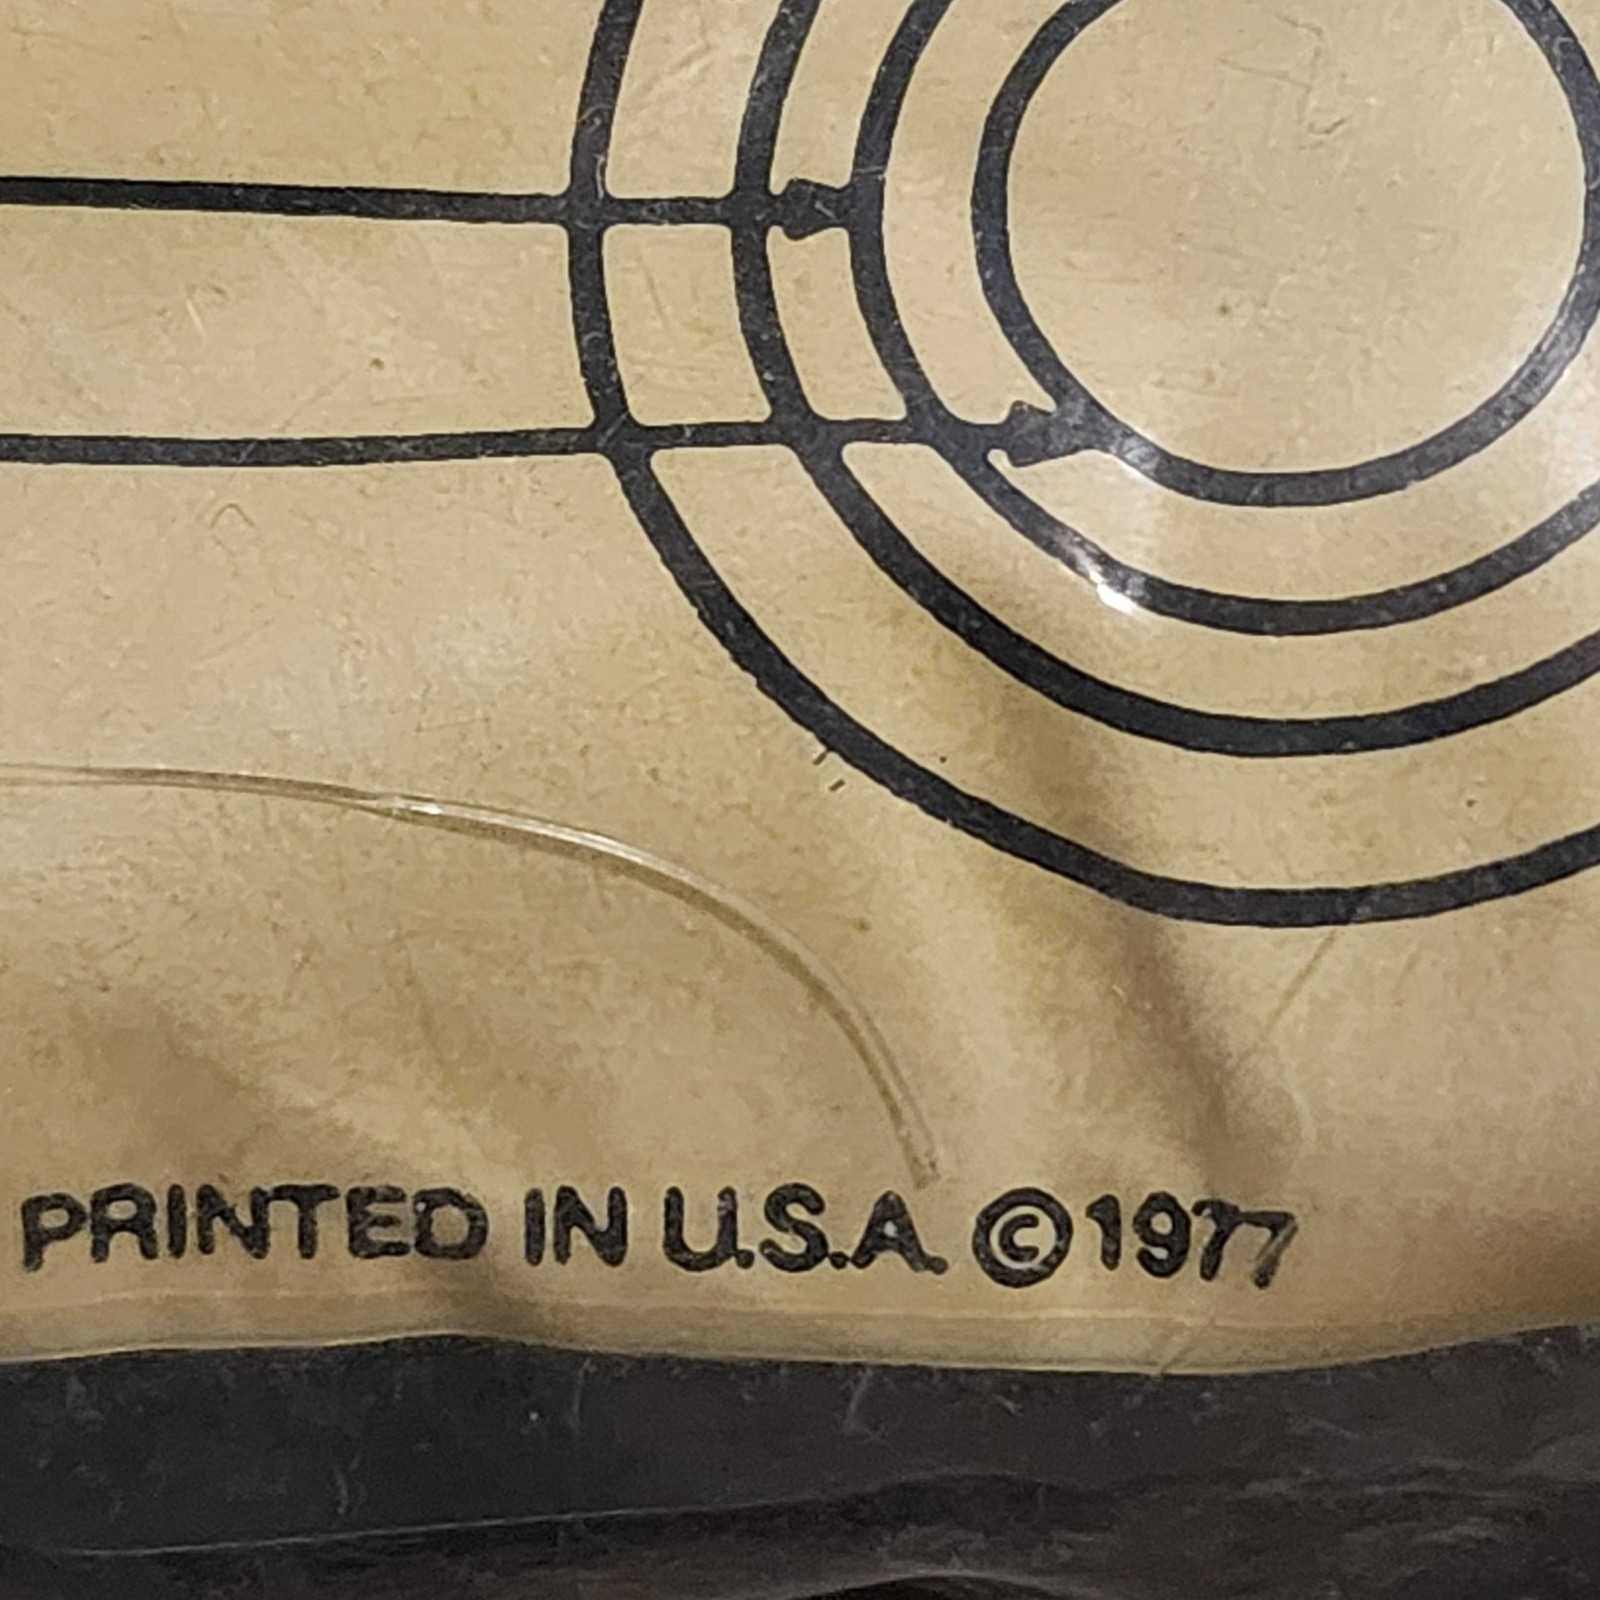 PRINTED IN U.S.A. ©1977